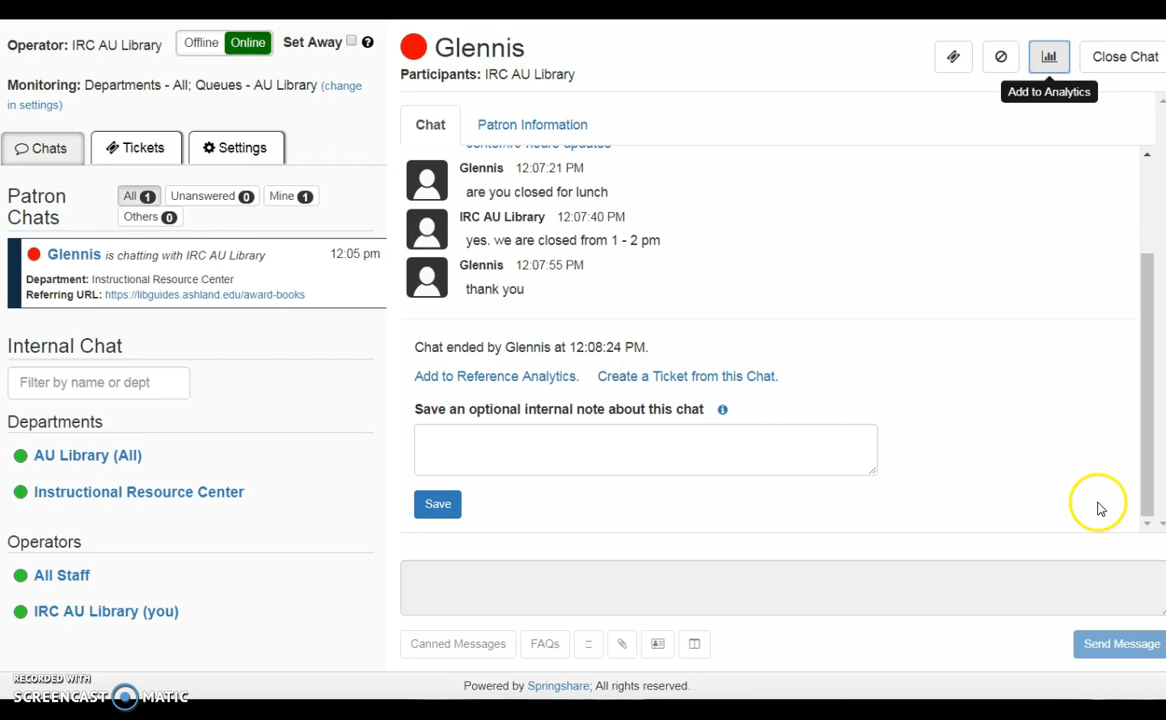 Operator: IRC AU Library Offline Online Set Away
Monitoring: Departments - All; Queues - AU Library (change
in settings)
Chats Tickets Settings
Patron
Chats
All 1 Unanswered 0 Mine 1
Others 0
Glennis is chatting with IRC AU Library 12:05 pm
Department: Instructional Resource Center
Referring URL: https://libguides.ashland.edu/award-books
Internal Chat
Filter by name or dept
Departments
AU Library (All)
Instructional Resource Center
Operators
All Staff
IRC AU Library (you)
Glennis
Participants: IRC AU Library
Close Chat
Add to Analytics
Chat Patron Information
center/rc-hours-updates
Glennis 12:07:21 PM
are you closed for lunch
IRC AU Library 12:07:40 PM
yes. we are closed from 1 - 2 pm
Glennis 12:07:55 PM
thank you
Chat ended by Glennis at 12:08:24 PM.
Add to Reference Analytics. Create a Ticket from this Chat.
Save an optional internal note about this chat
Save
Canned Messages FAQs Send Message
Powered by Springshare; All rights reserved.
RECORDED WITH
SCREENCAST MATIC